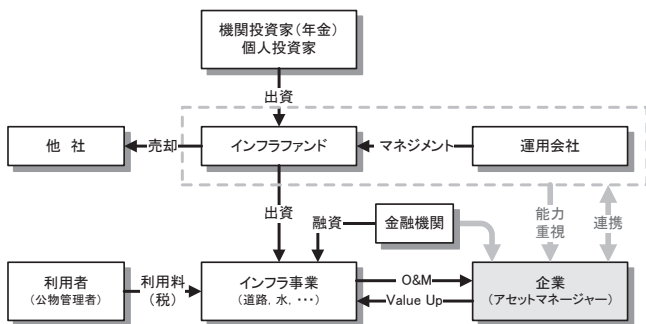 機関投資家（年金）
個人投資家
出資
他 社
売却
インフラファンド
マネジメント
運用会社
出資
融資
金融機関
能力
重視
連携
利用者
（公物管理者）
利用料
（税）
インフラ事業
（道路，水，・・・）
O&M
Value Up
企業
（アセットマネージャー）